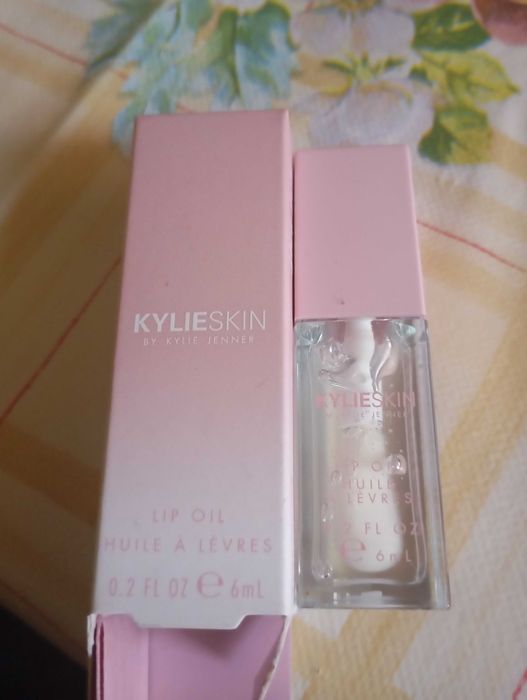 KYLIESKIN
BY KYLIE JENNER
LIP OIL
HUILE À LÈVRES
0.2 FL OZ e 6mL
KYLIESKIN
BY KYLIE JENNER
LIP OIL
HUILE
À LÈVRES
0.2 FL OZ
e 6mL